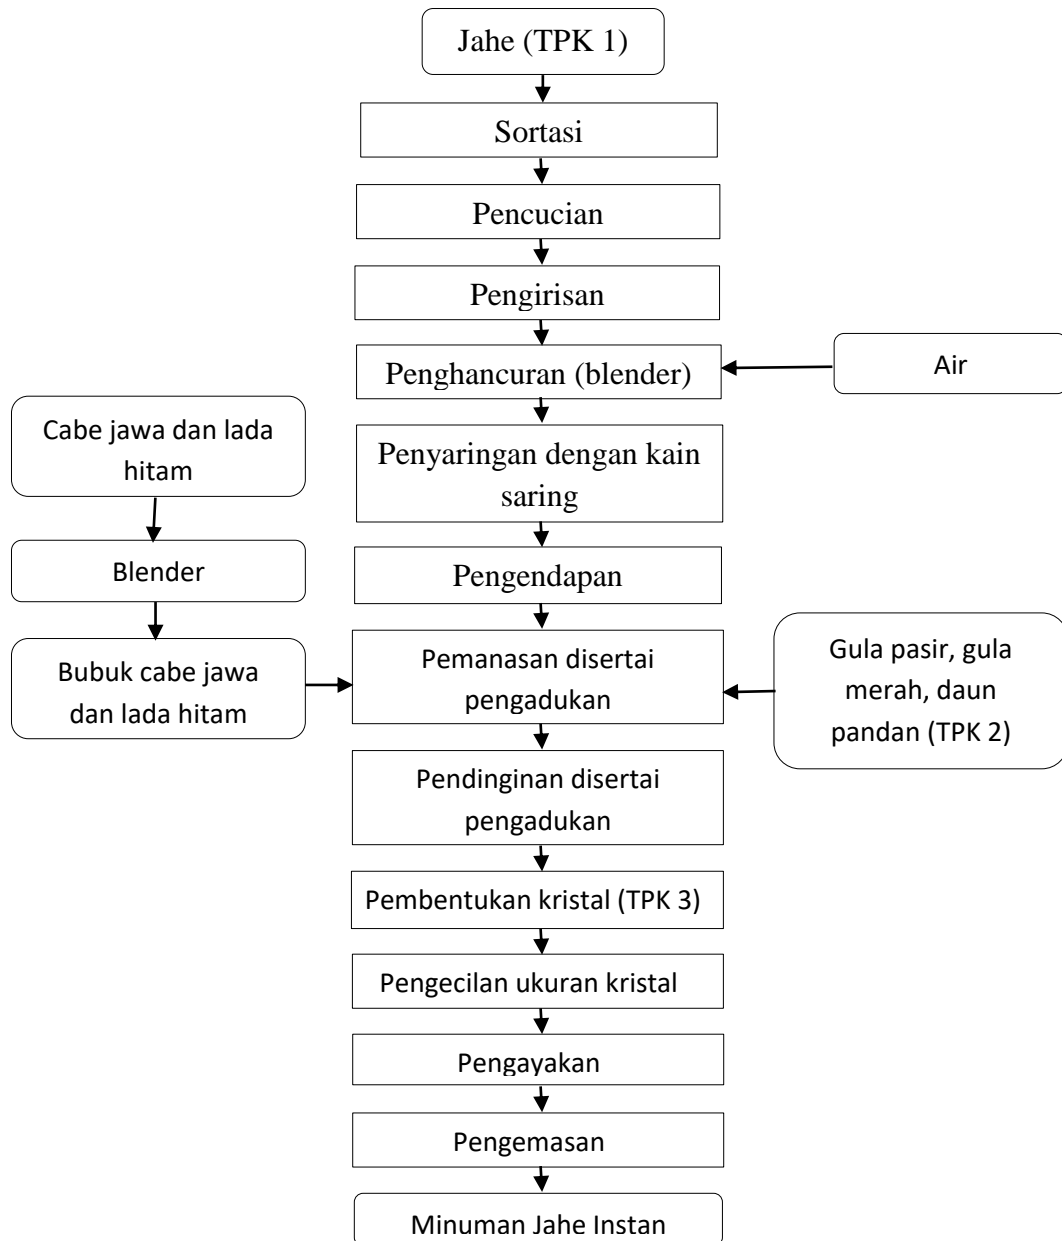 Jahe (TPK 1)
Sortasi
Pencucian
Pengirisan
Penghancuran (blender)
Air
Cabe jawa dan lada
hitam
Penyaringan dengan kain
saring
Blender
Pengendapan
Bubuk cabe jawa
dan lada hitam
Pemanasan disertai
pengadukan
Gula pasir, gula
merah, daun
pandan (TPK 2)
Pendinginan disertai
pengadukan
Pembentukan kristal (TPK 3)
Pengecilan ukuran kristal
Pengayakan
Pengemasan
Minuman Jahe Instan